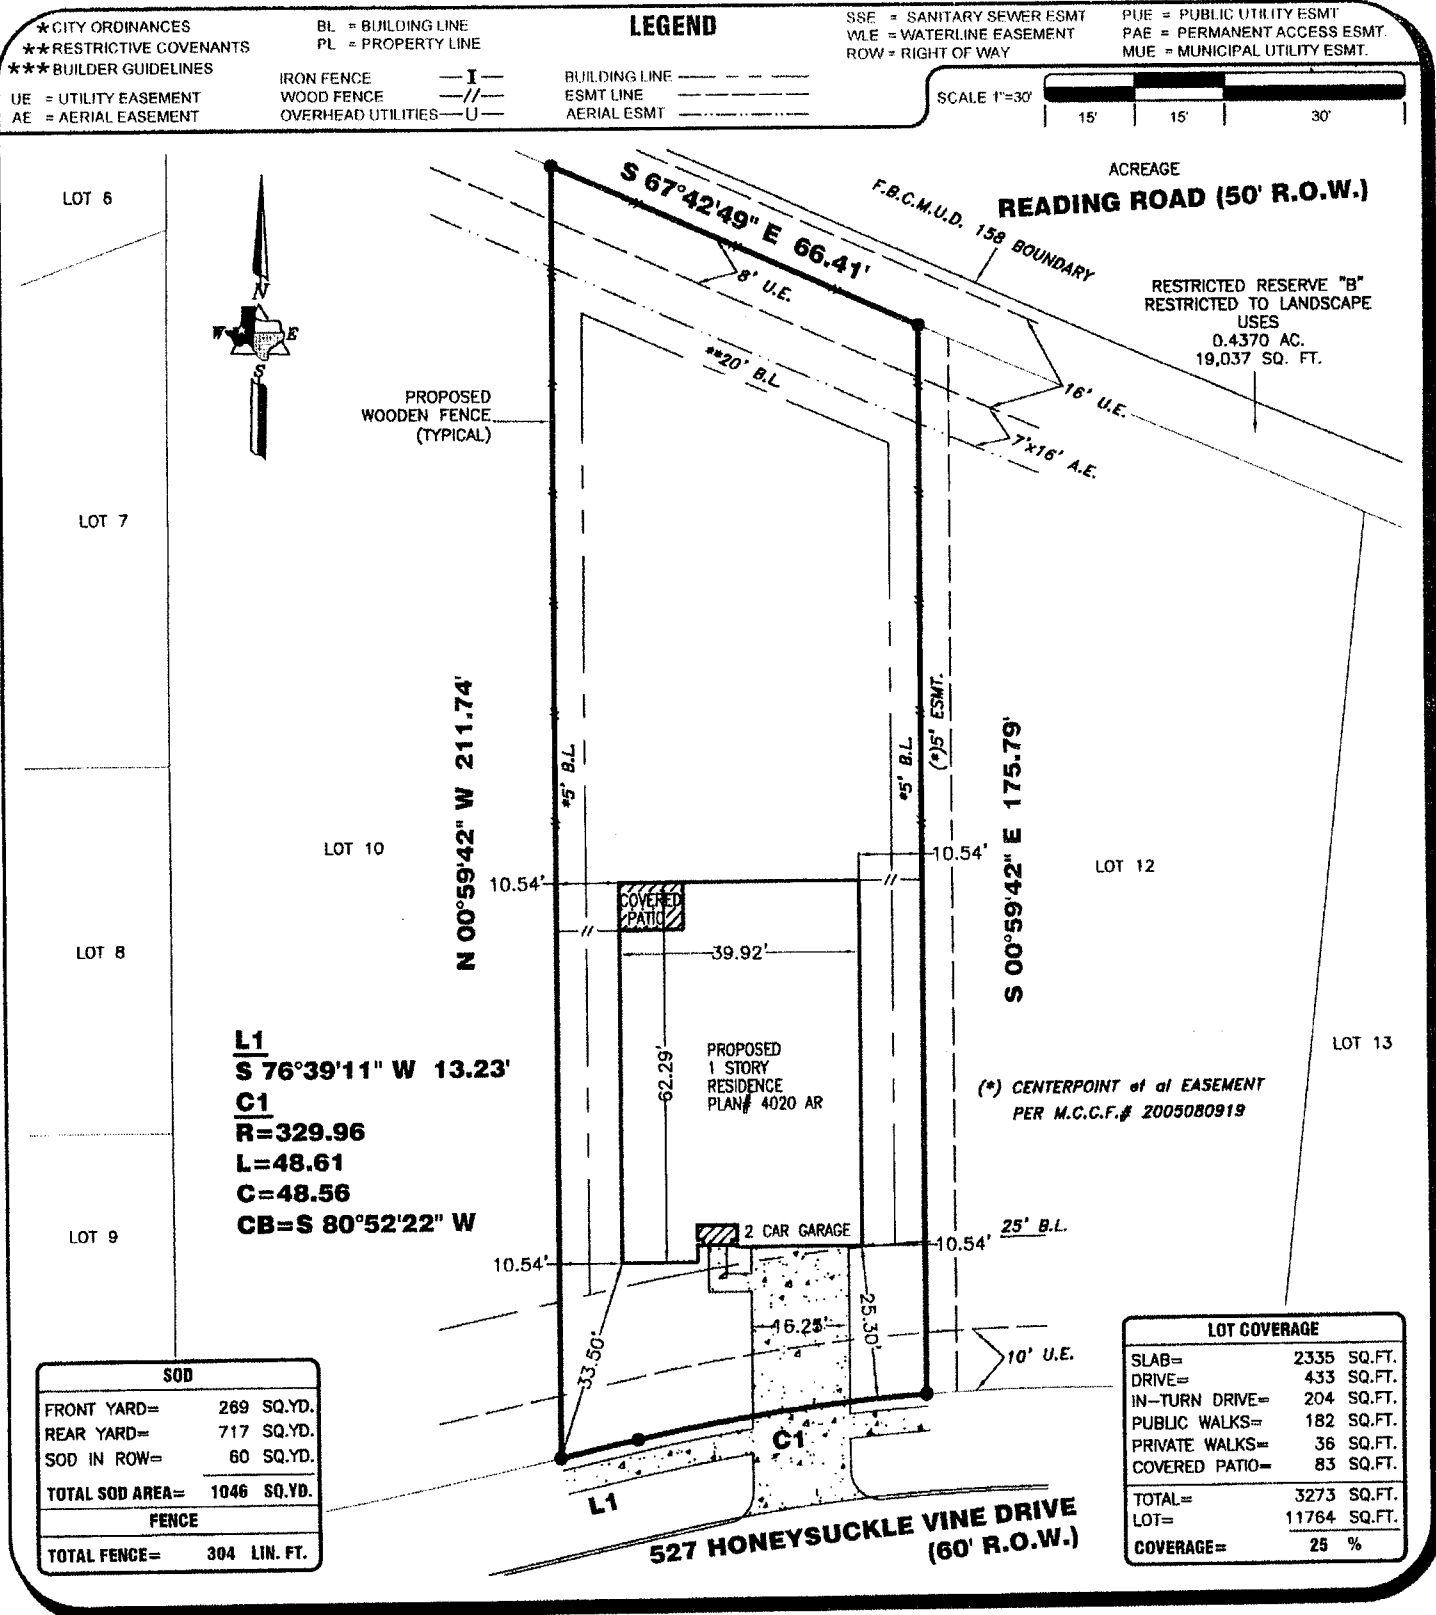 *CITY ORDINANCES
**RESTRICTIVE COVENANTS
***BUILDER GUIDELINES
UE = UTILITY EASEMENT
AE = AERIAL EASEMENT
BL = BUILDING LINE
PL = PROPERTY LINE
IRON FENCE —I—
WOOD FENCE —//—
OVERHEAD UTILITIES —U—
LEGEND
BUILDING LINE
ESMT LINE
AERIAL ESMT
SSE = SANITARY SEWER ESMT
WLE = WATERLINE EASEMENT
ROW = RIGHT OF WAY
PUE = PUBLIC UTILITY ESMT
PAE = PERMANENT ACCESS ESMT.
MUE = MUNICIPAL UTILITY ESMT.
SCALE 1"=30'
15' 15' 30'
LOT 6
N
W E
S
S 67°42'49" E 66.41'
ACREAGE
READING ROAD (50' R.O.W.)
F.B.C.M.U.D. 158 BOUNDARY
8' U.E.
RESTRICTED RESERVE "B"
RESTRICTED TO LANDSCAPE
USES
0.4370 AC.
19,037 SQ. FT.
**20' B.L.
16' U.E.
7'x16' A.E.
PROPOSED
WOODEN FENCE
(TYPICAL)
LOT 7
N 00°59'42" W 211.74'
*5' B.L.
*5' B.L.
(*)5' ESMT.
S 00°59'42" E 175.79'
LOT 10
10.54'
10.54'
LOT 12
COVERED
PATIO
39.92'
LOT 8
L1
S 76°39'11" W 13.23'
C1
R=329.96
L=48.61
C=48.56
CB=S 80°52'22" W
62.29'
PROPOSED
1 STORY
RESIDENCE
PLAN# 4020 AR
LOT 13
(*) CENTERPOINT et al EASEMENT
PER M.C.C.F.# 2005080919
LOT 9
2 CAR GARAGE
25' B.L.
10.54'
10.54'
33.50'
16.25'
25.30'
10' U.E.
C1
L1
527 HONEYSUCKLE VINE DRIVE
(60' R.O.W.)
SOD
FRONT YARD= 269 SQ.YD.
REAR YARD= 717 SQ.YD.
SOD IN ROW= 60 SQ.YD.
TOTAL SOD AREA= 1046 SQ.YD.
FENCE
TOTAL FENCE= 304 LIN. FT.
LOT COVERAGE
SLAB= 2335 SQ.FT.
DRIVE= 433 SQ.FT.
IN-TURN DRIVE= 204 SQ.FT.
PUBLIC WALKS= 182 SQ.FT.
PRIVATE WALKS= 36 SQ.FT.
COVERED PATIO= 83 SQ.FT.
TOTAL= 3273 SQ.FT.
LOT= 11764 SQ.FT.
COVERAGE= 25 %